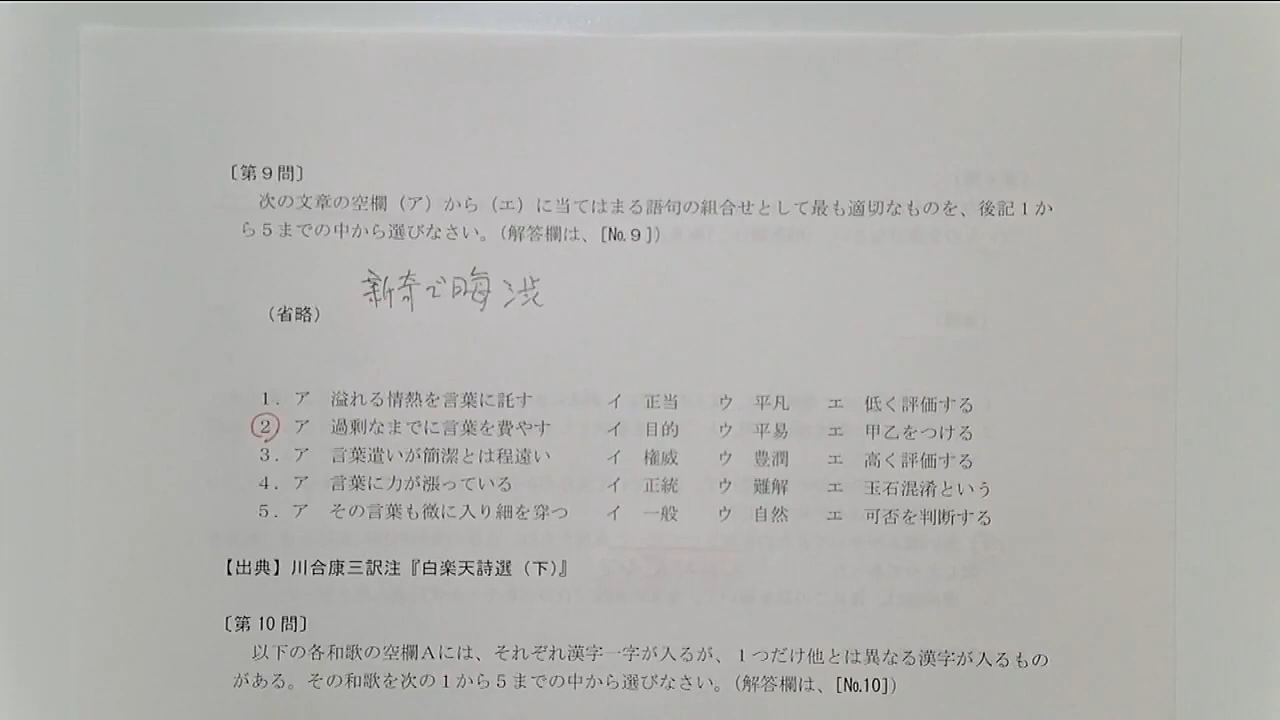 〔第９問〕
次の文章の空欄（ア）から（エ）に当てはまる語句の組合せとして最も適切なものを、後記１か
ら５までの中から選びなさい。（解答欄は、[№９]）
新奇で晦渋
（省略）
１．ア　溢れる情熱を言葉に託す　イ　正当　ウ　平凡　エ　低く評価する
２　ア　過剰なまでに言葉を費やす　イ　目的　ウ　平易　エ　甲乙をつける
３．ア　言葉遣いが簡潔とは程遠い　イ　権威　ウ　豊潤　エ　高く評価する
４．ア　言葉に力が漲っている　イ　正統　ウ　難解　エ　玉石混淆という
５．ア　その言葉も微に入り細を穿つ　イ　一般　ウ　自然　エ　可否を判断する
【出典】川合康三訳注『白楽天詩選（下）』
〔第10問〕
以下の各和歌の空欄Ａには、それぞれ漢字一字が入るが、１つだけ他とは異なる漢字が入るもの
がある。その和歌を次の１から５までの中から選びなさい。（解答欄は、[№10]）